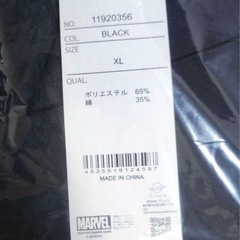 NO. 11920356
COL. BLACK
SIZE
XL
QUAL.
ポリエステル 65%
綿 35%
4535519124597
MADE IN CHINA
MARVEL